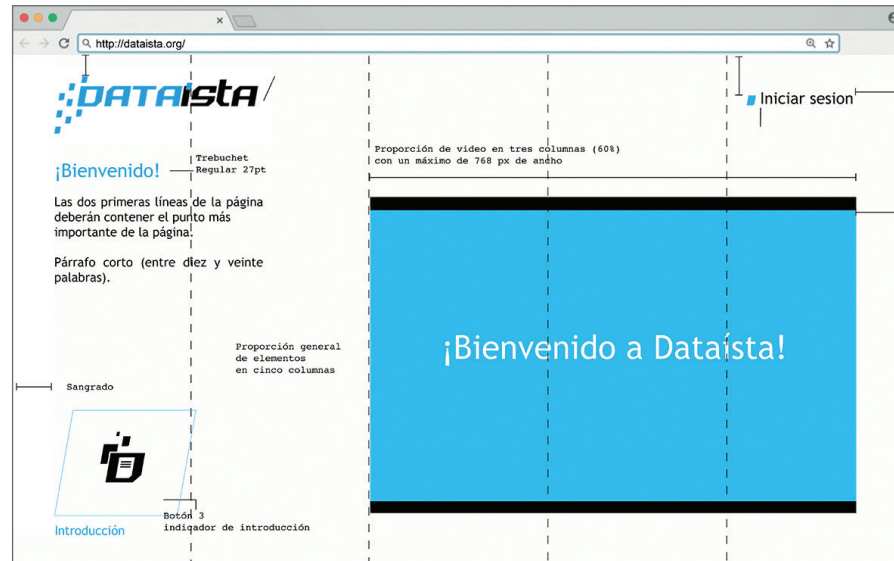 http://dataista.org/
DATAísta
Iniciar sesion
¡Bienvenido!
Trebuchet
Regular 27pt
Las dos primeras líneas de la página
deberán contener el punto más
importante de la página.
Párrafo corto (entre diez y veinte
palabras).
Proporción de video en tres columnas (60%)
con un máximo de 768 px de ancho
¡Bienvenido a Dataísta!
Proporción general
de elementos
en cinco columnas
Sangrado
Botón 3
indicador de introducción
Introducción